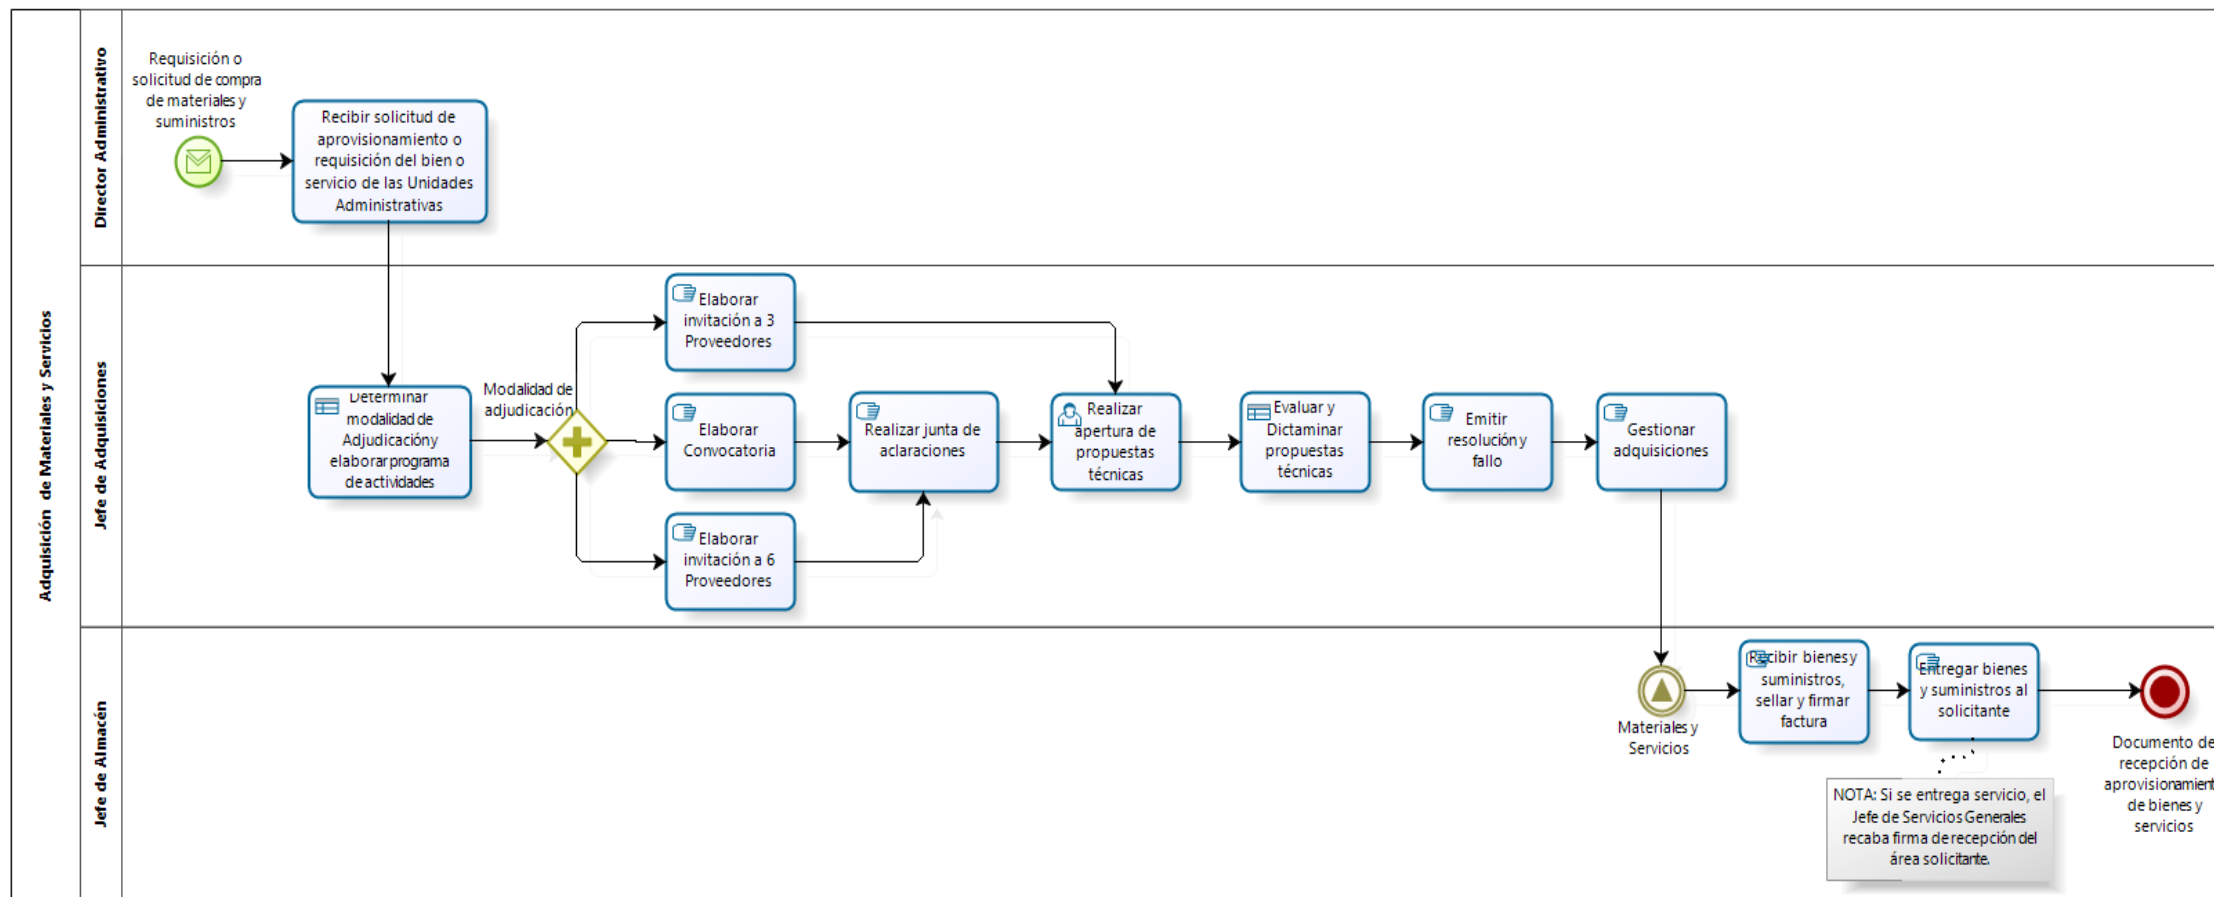 Adquisición de Materiales y Servicios
Director Administrativo
Requisición o
solicitud de compra
de materiales y
suministros
Recibir solicitud de
aprovisionamiento o
requisición del bien o
servicio de las Unidades
Administrativas
Jefe de Adquisiciones
Determinar
modalidad de
Adjudicación y
elaborar programa
de actividades
Modalidad de
adjudicación
Elaborar
invitación a 3
Proveedores
Elaborar
Convocatoria
Elaborar
invitación a 6
Proveedores
Realizar junta de
aclaraciones
Realizar
apertura de
propuestas
técnicas
Evaluar y
Dictaminar
propuestas
técnicas
Emitir
resolución y
fallo
Gestionar
adquisiciones
Jefe de Almacén
Materiales y
Servicios
Recibir bienes y
suministros,
sellar y firmar
factura
Entregar bienes
y suministros al
solicitante
NOTA: Si se entrega servicio, el
Jefe de Servicios Generales
recaba firma de recepción del
área solicitante.
Documento de
recepción de
aprovisionamient
de bienes y
servicios